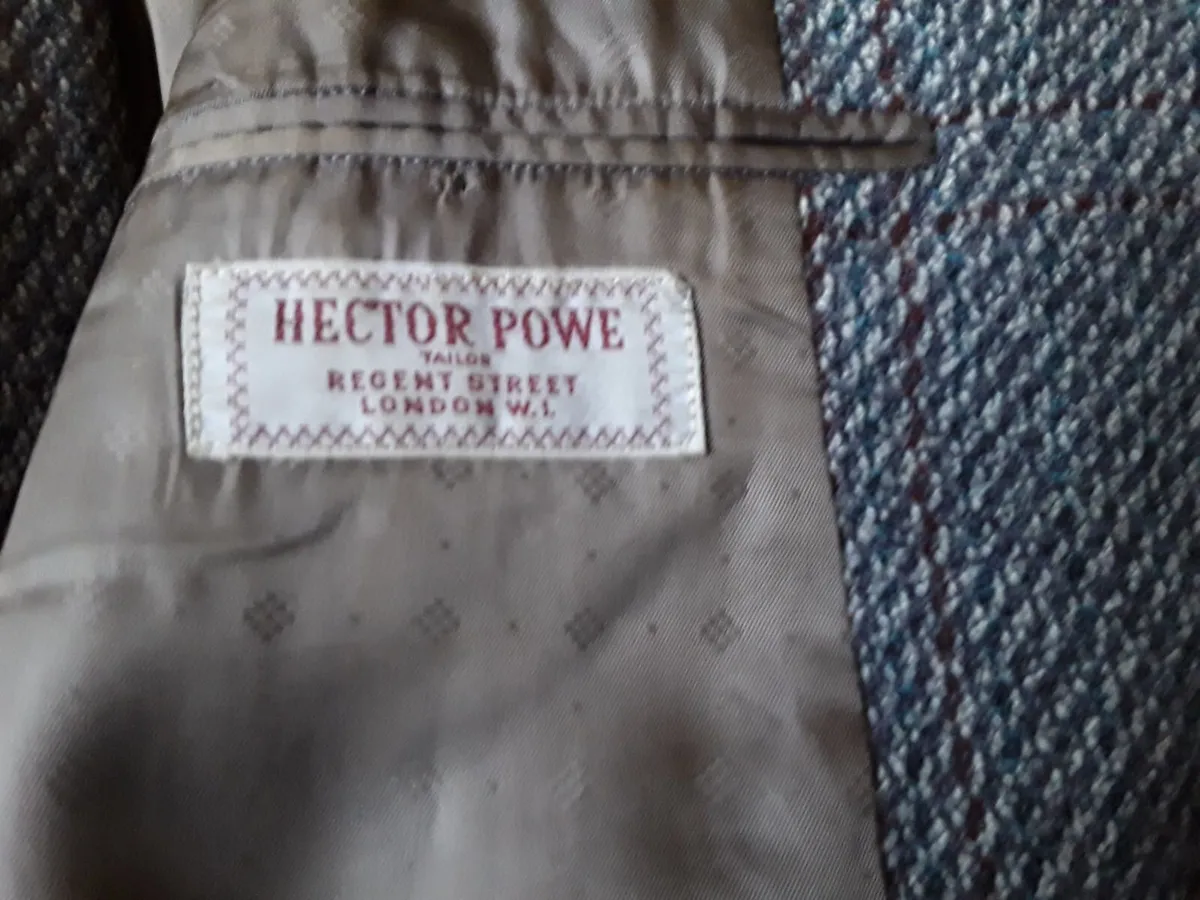 HECTOR POWE
TAILOR
REGENT STREET
LONDON W.1.